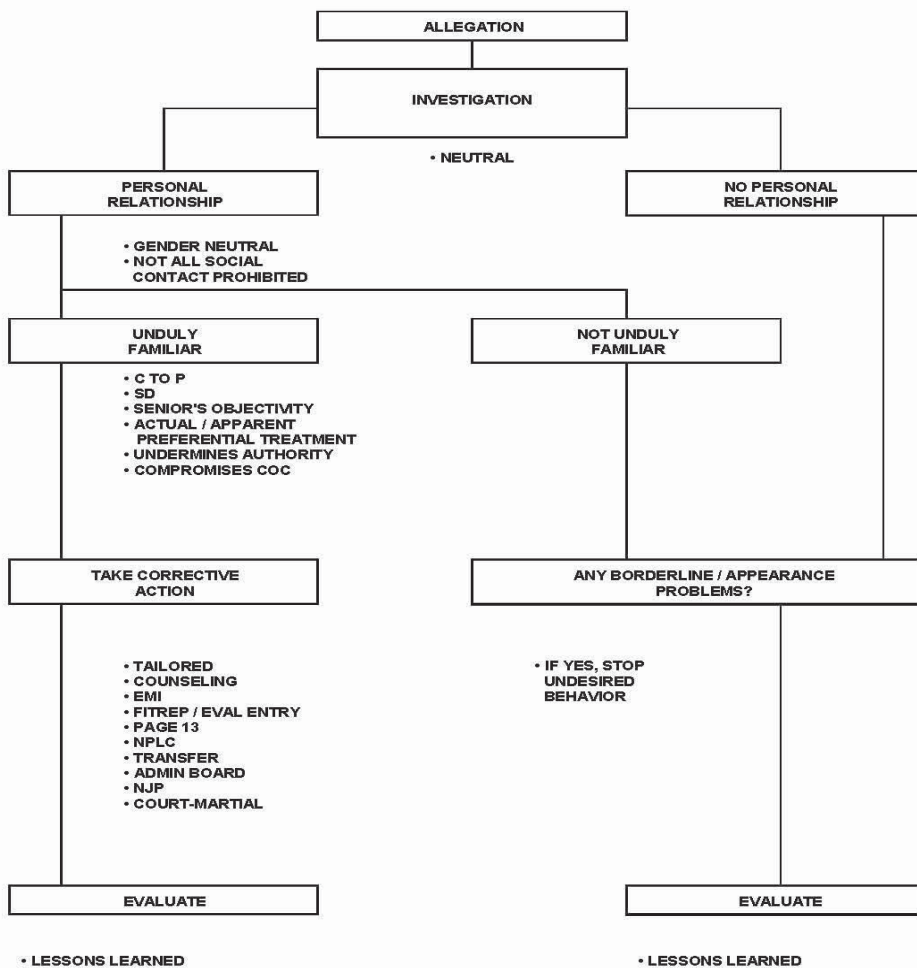 ALLEGATION
INVESTIGATION
• NEUTRAL
PERSONAL
RELATIONSHIP
NO PERSONAL
RELATIONSHIP
• GENDER NEUTRAL
• NOT ALL SOCIAL
CONTACT PROHIBITED
UNDULY
FAMILIAR
NOT UNDULY
FAMILIAR
• C TO P
• SD
• SENIOR'S OBJECTIVITY
• ACTUAL / APPARENT
PREFERENTIAL TREATMENT
• UNDERMINES AUTHORITY
• COMPROMISES COC
TAKE CORRECTIVE
ACTION
ANY BORDERLINE / APPEARANCE
PROBLEMS?
• TAILORED
• COUNSELING
• EMI
• FITREP / EVAL ENTRY
• PAGE 13
• NPLC
• TRANSFER
• ADMIN BOARD
• NJP
• COURT-MARTIAL
• IF YES, STOP
UNDESIRED
BEHAVIOR
EVALUATE
EVALUATE
• LESSONS LEARNED
• LESSONS LEARNED